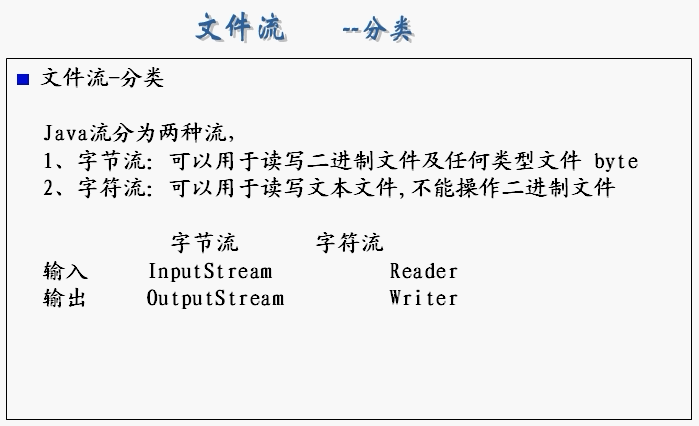 文件流 --分类
■ 文件流-分类
Java流分为两种流,
1、字节流: 可以用于读写二进制文件及任何类型文件 byte
2、字符流: 可以用于读写文本文件,不能操作二进制文件
字节流 字符流
输入 InputStream Reader
输出 OutputStream Writer